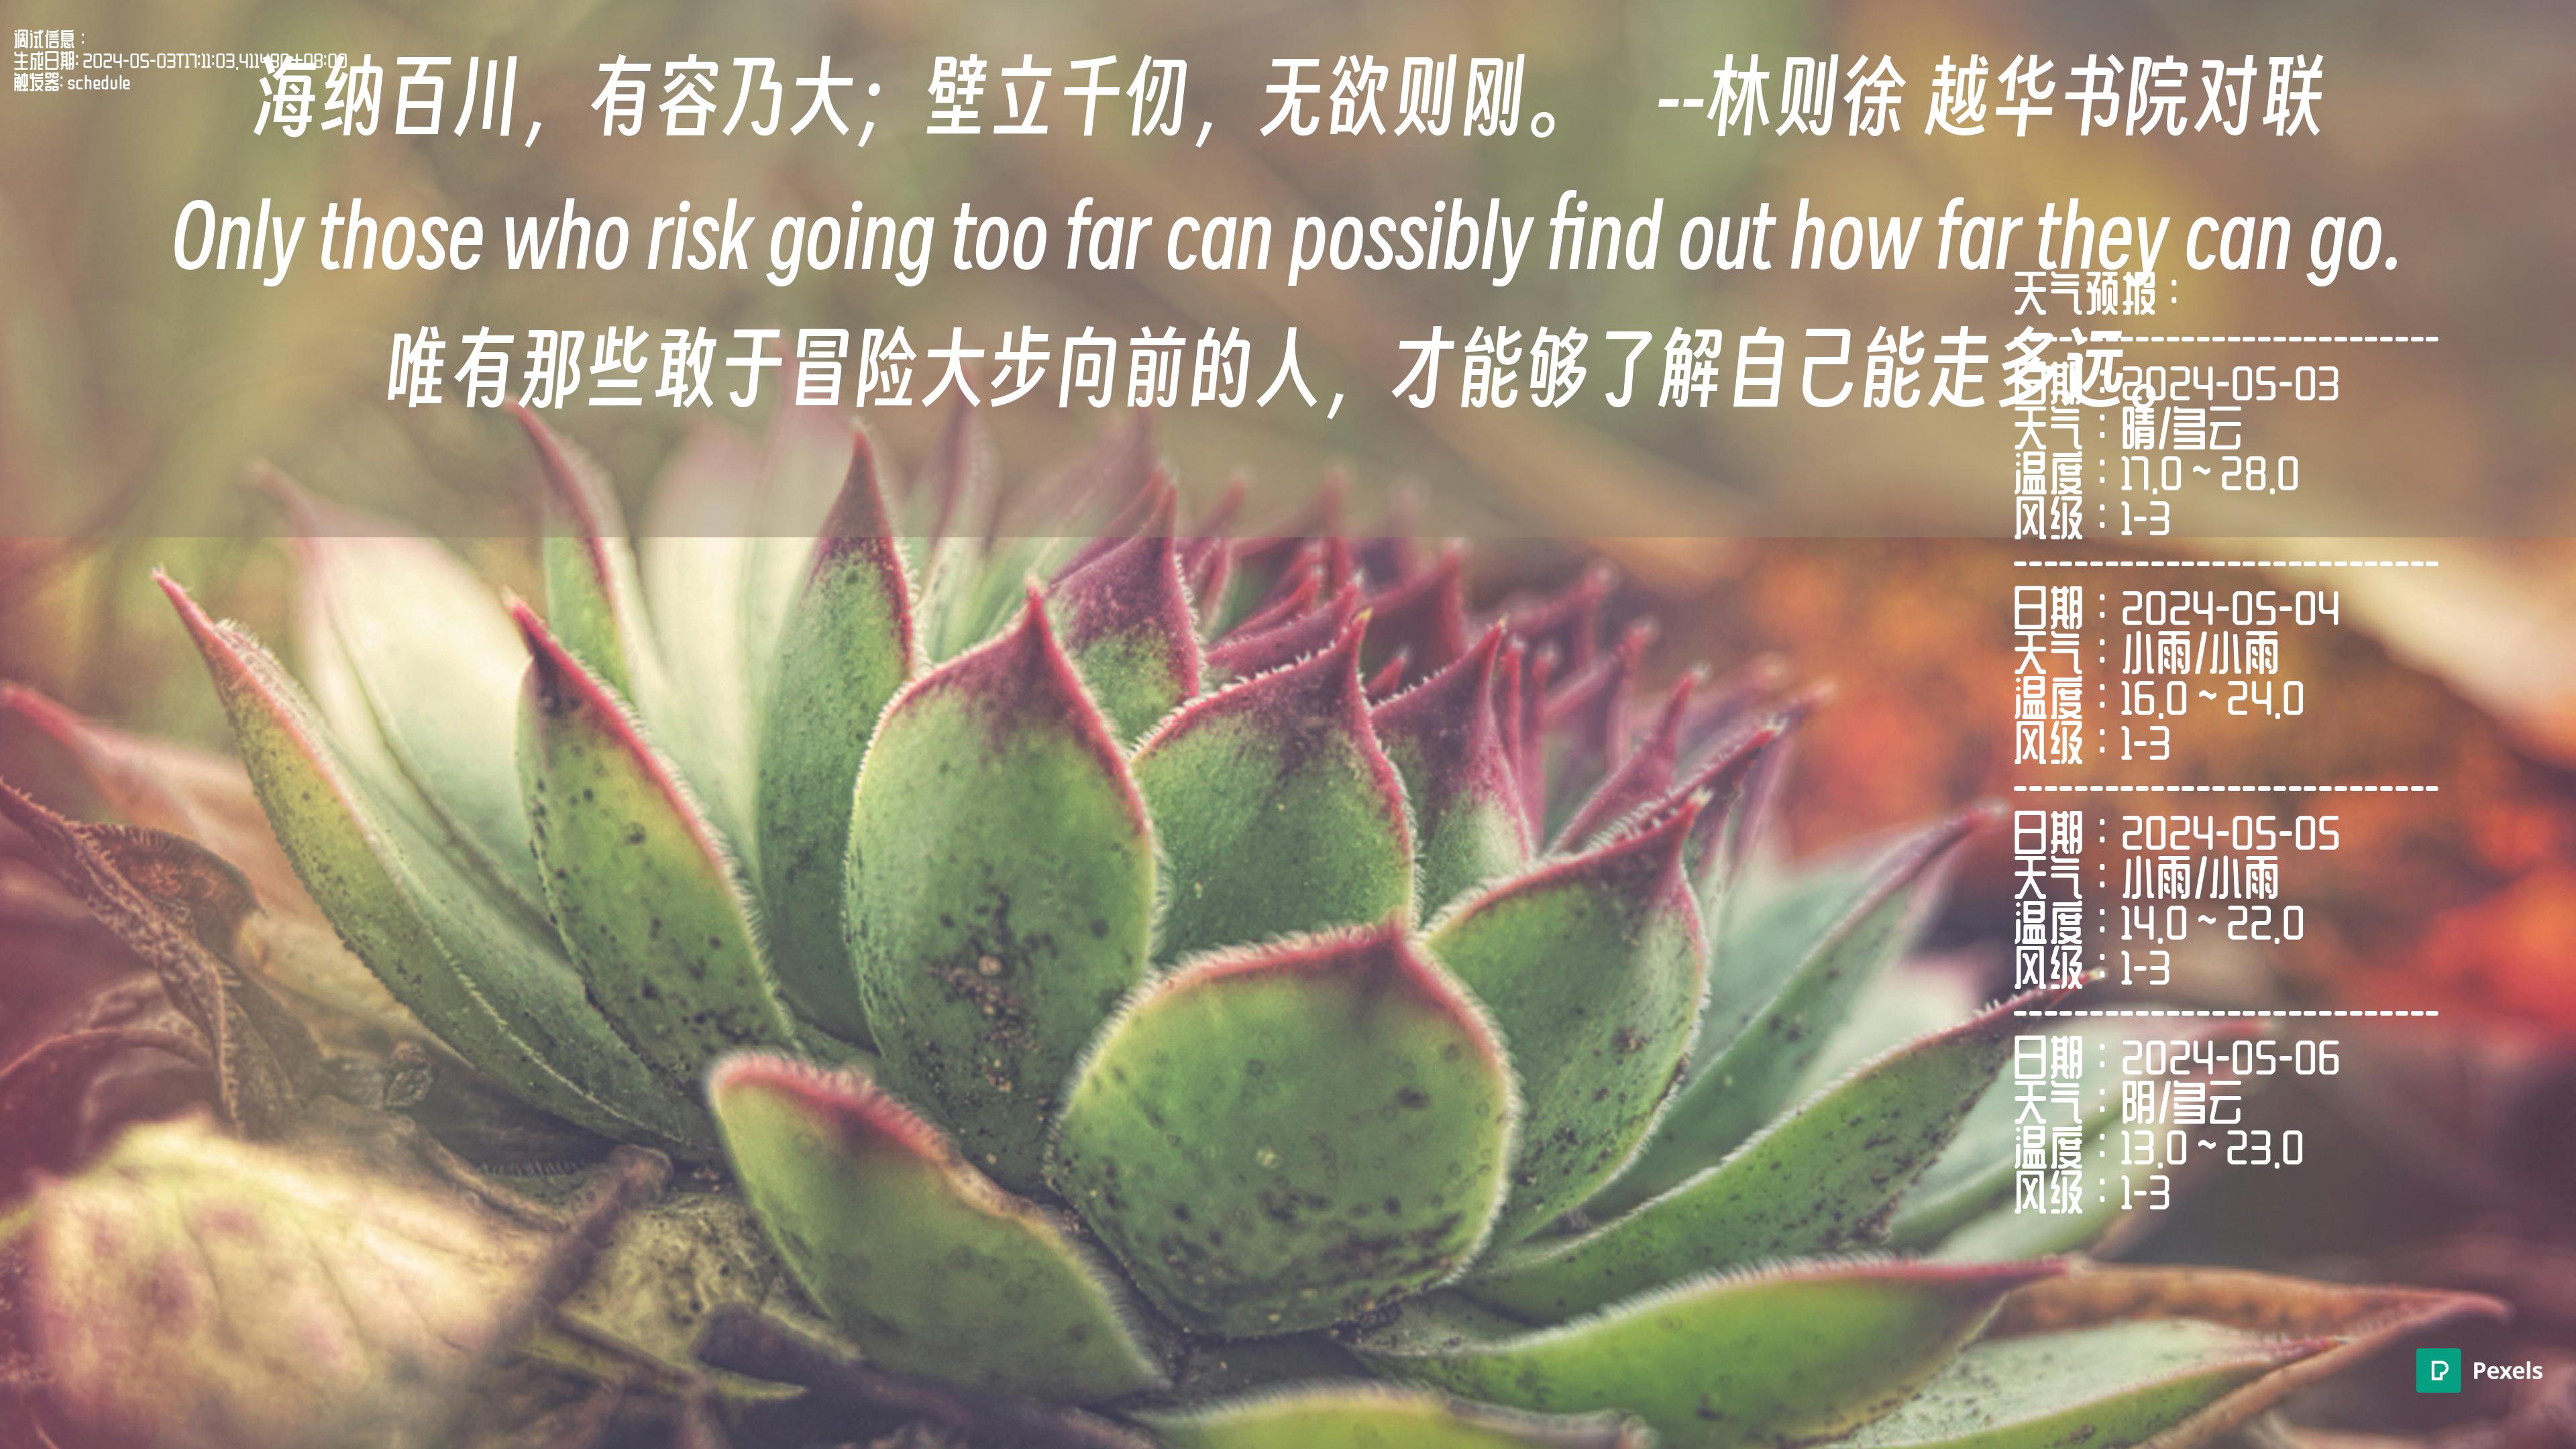 调试信息：
生成日期: 2024-05-03T17:11:03.411490+08:00
触发器: schedule
海纳百川，有容乃大；壁立千仞，无欲则刚。 --林则徐 越华书院对联
Only those who risk going too far can possibly find out how far they can go.
唯有那些敢于冒险大步向前的人，才能够了解自己能走多远。
天气预报：
----------------------------
日期：2024-05-03
天气：晴/多云
温度：17.0 ~ 28.0
风级：1-3
----------------------------
日期：2024-05-04
天气：小雨/小雨
温度：16.0 ~ 24.0
风级：1-3
----------------------------
日期：2024-05-05
天气：小雨/小雨
温度：14.0 ~ 22.0
风级：1-3
----------------------------
日期：2024-05-06
天气：阴/多云
温度：13.0 ~ 23.0
风级：1-3
Pexels